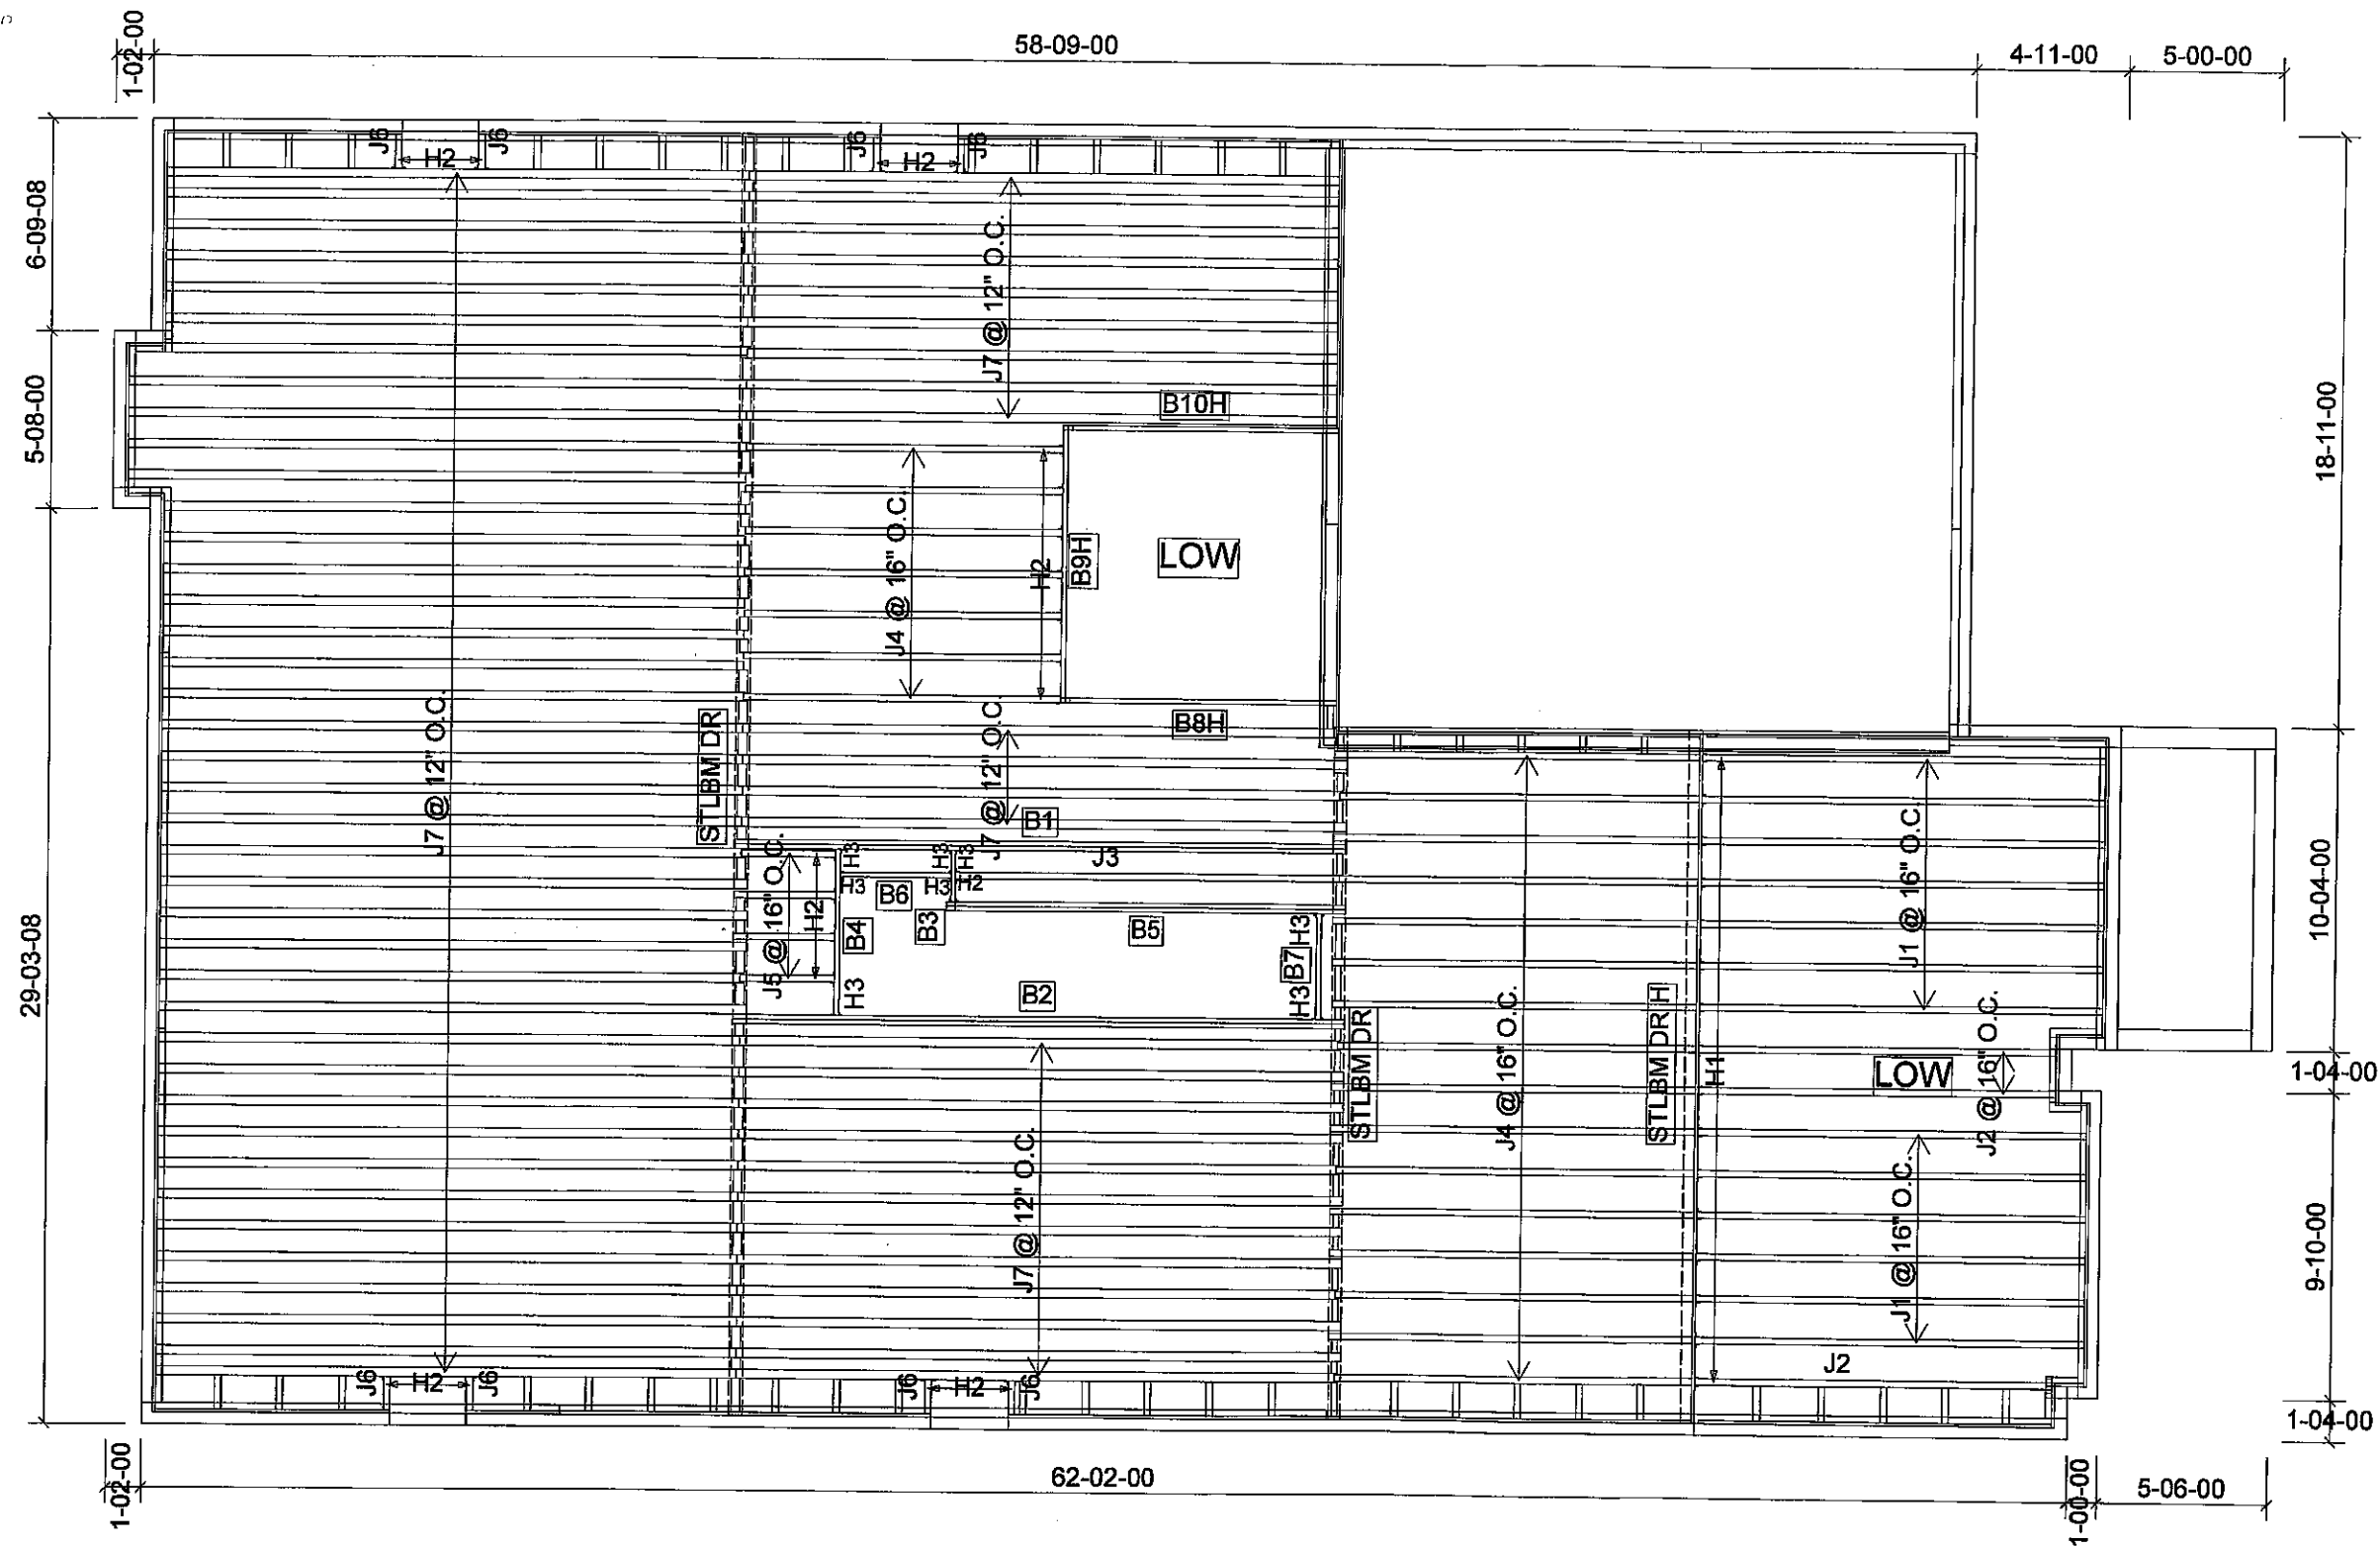 1-02-00
58-09-00
4-11-00
5-00-00
6-09-08
5-08-00
29-03-08
J6
H2
J6
J6
H2
J6
J7 @ 12" O.C.
J7 @ 12" O.C.
B10H
J4 @ 16" O.C.
H2
B9H
LOW
18-11-00
STLBM DR
J7 @ 12" O.C.
B8H
B1
J3
H3
H3
H3
H3
H3
H2
B6
B3
B4
H2
J5 @ 16" O.C.
H3
B5
B7
H3
H3
B2
STLBM DR
J4 @ 16" O.C.
STLBM DR H
H1
J1 @ 16" O.C.
LOW
J2 @ 16" O.C.
10-04-00
1-04-00
J7 @ 12" O.C.
J1 @ 16" O.C.
J2
9-10-00
1-04-00
J6
H2
J6
J6
H2
J6
1-02-00
62-02-00
1-00-00
5-06-00